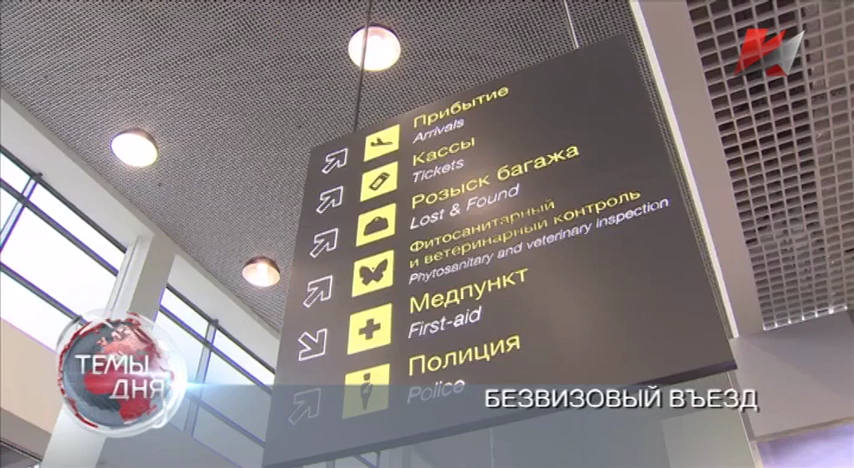 Прибытие
Arrivals
Кассы
Tickets
Розыск багажа
Lost & Found
Фитосанитарный
и ветеринарный контроль
Phytosanitary and veterinary inspection
Медпункт
First-aid
Полиция
Police
ТЕМЫ
ДНЯ
БЕЗВИЗОВЫЙ ВЪЕЗД